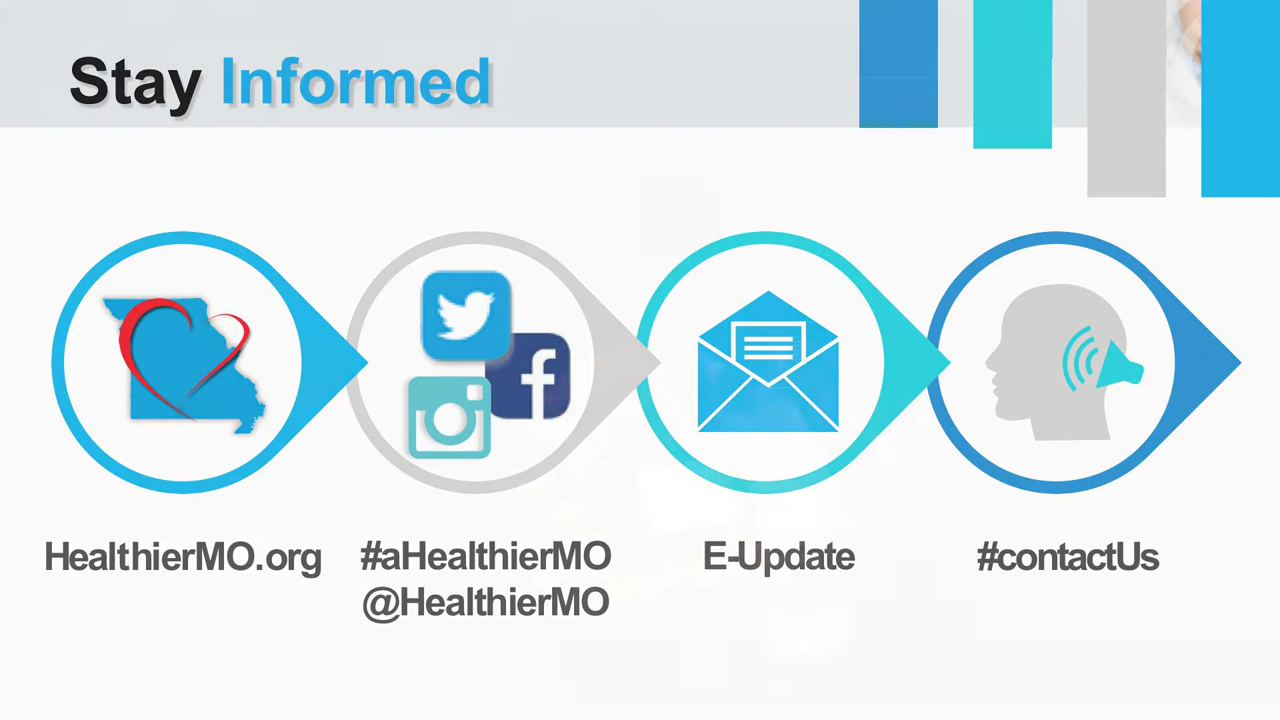 Stay Informed
HealthierMO.org
#aHealthierMO
@HealthierMO
E-Update
#contactUs